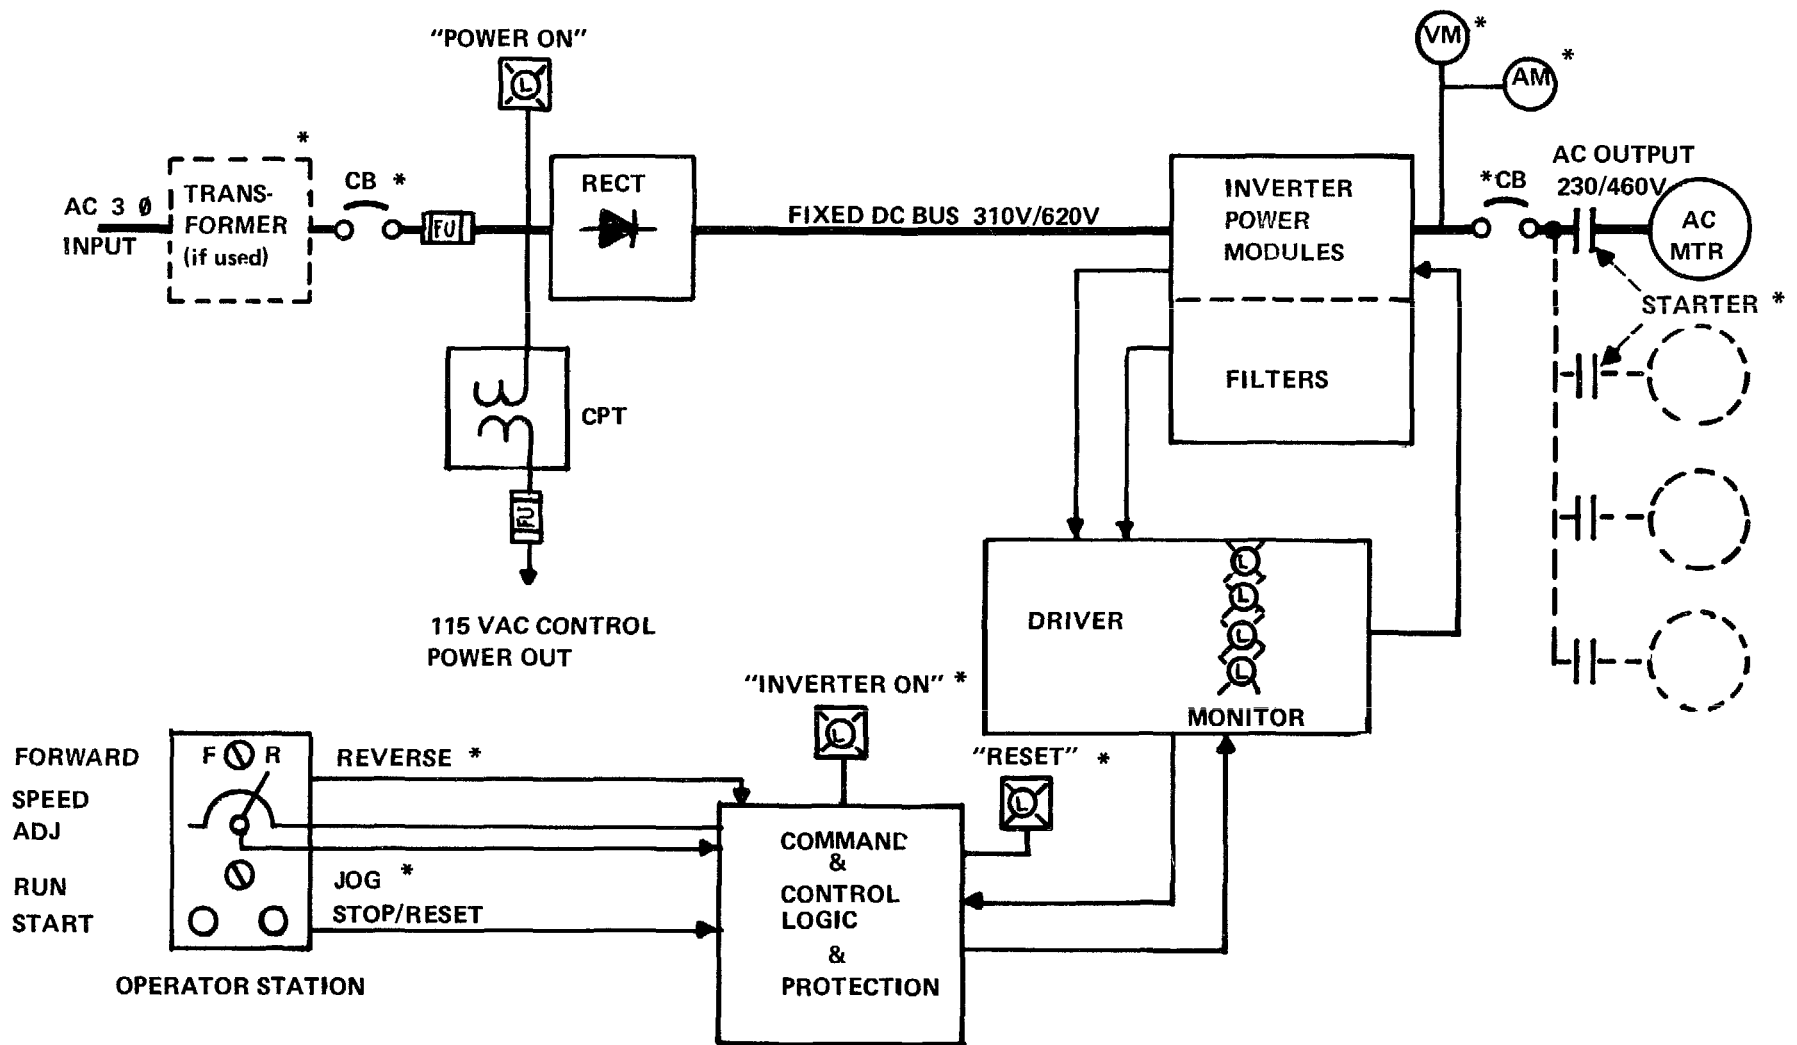 "POWER ON"
L
VM *
AM *
*
TRANS-
FORMER
(if used)
AC 3 Ø
INPUT
CB *
FU
RECT
FIXED DC BUS 310V/620V
INVERTER
POWER
MODULES
FILTERS
*CB
AC OUTPUT
230/460V
AC
MTR
STARTER *
CPT
FU
115 VAC CONTROL
POWER OUT
DRIVER
L
L
L
L
MONITOR
"INVERTER ON" *
L
"RESET" *
L
FORWARD
F R
REVERSE *
SPEED
ADJ
RUN
JOG *
START
STOP/RESET
OPERATOR STATION
COMMAND
&
CONTROL
LOGIC
&
PROTECTION